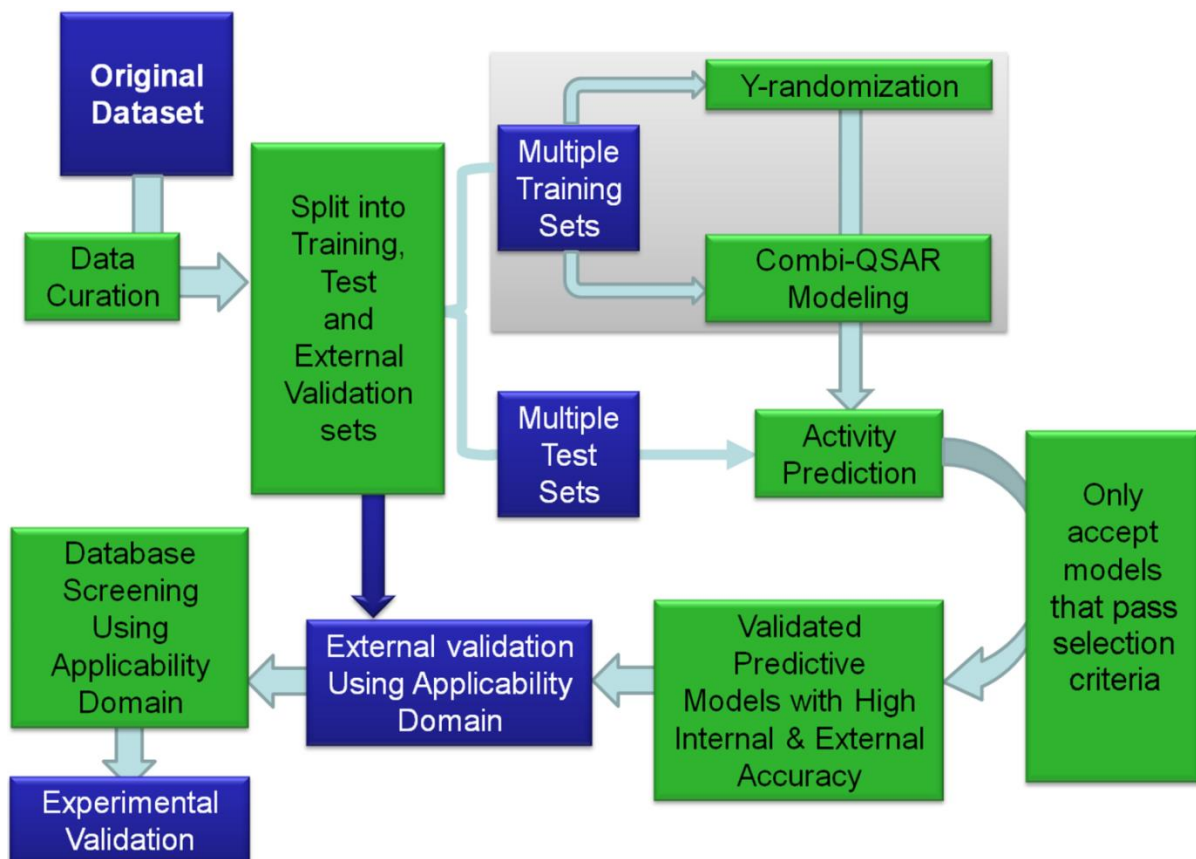 Original
Dataset
Data
Curation
Split into
Training,
Test
and
External
Validation
sets
Multiple
Training
Sets
Y-randomization
Combi-QSAR
Modeling
Multiple
Test
Sets
Activity
Prediction
Only
accept
models
that pass
selection
criteria
Validated
Predictive
Models with High
Internal & External
Accuracy
External validation
Using Applicability
Domain
Database
Screening
Using
Applicability
Domain
Experimental
Validation